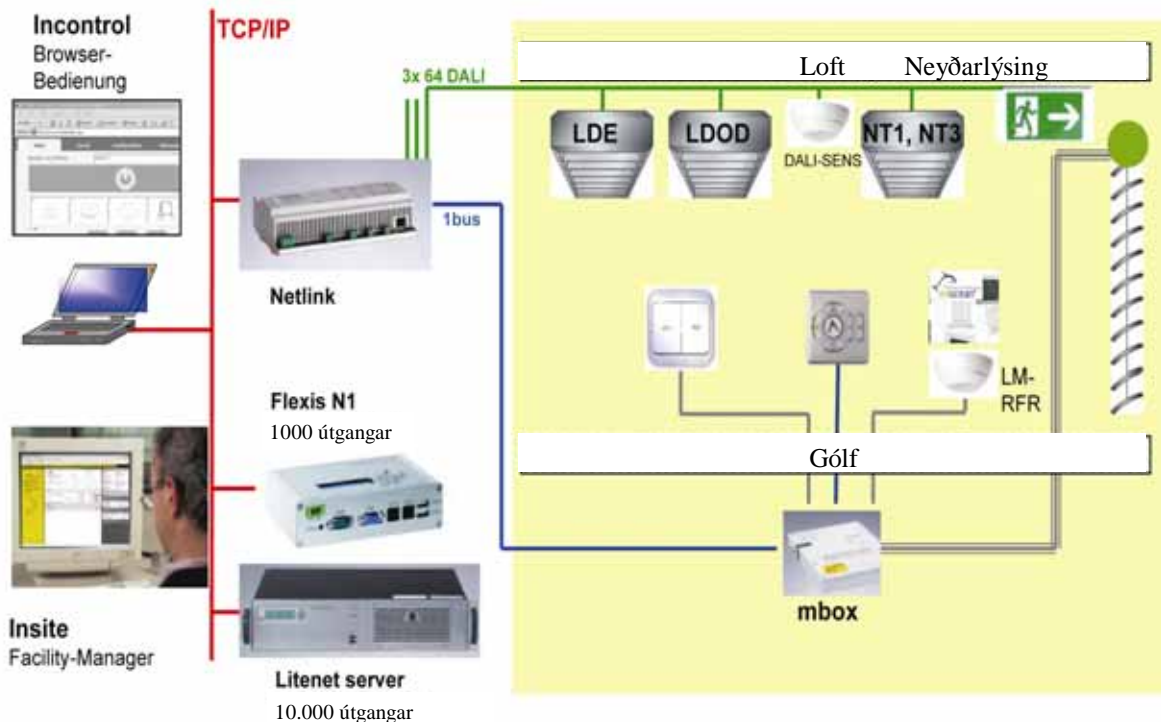 Incontrol
Browser-
Bedienung
TCP/IP
3x 64 DALI
Loft
Neyðarlýsing
LDE
LDOD
DALI-SENS
NT1, NT3
Netlink
1bus
LM-
RFR
Flexis N1
1000 útgangar
Gólf
mbox
Insite
Facility-Manager
Litenet server
10.000 útgangar